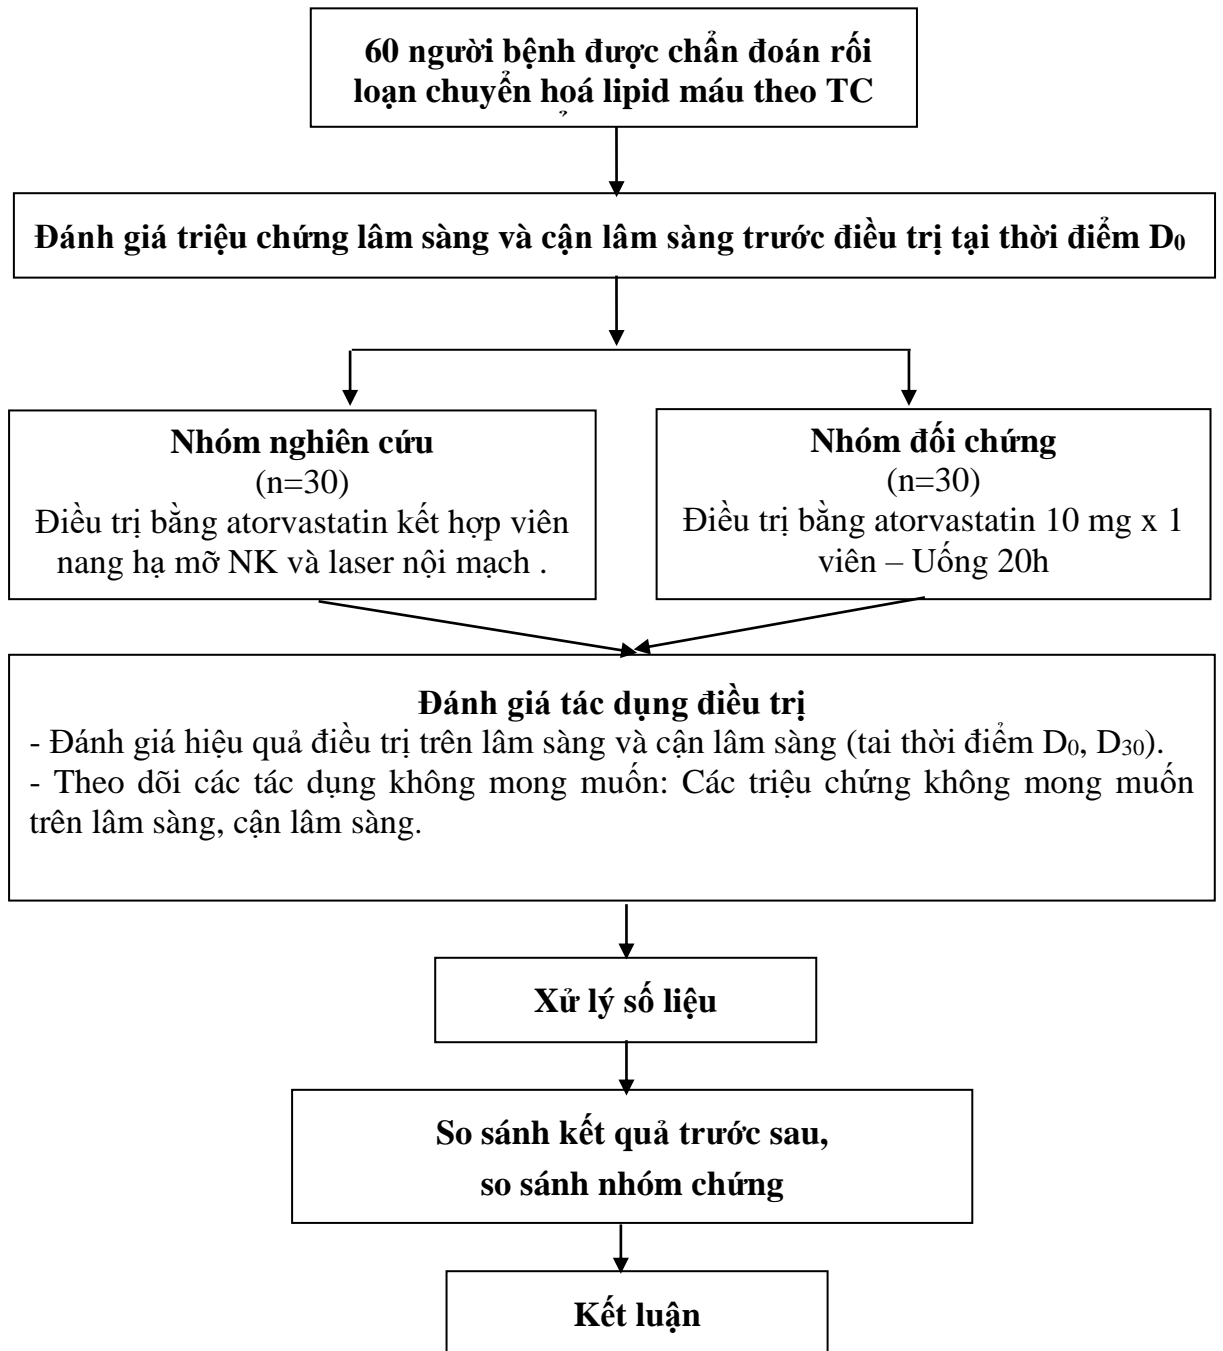 60 người bệnh được chẩn đoán rối
loạn chuyển hoá lipid máu theo TC
Đánh giá triệu chứng lâm sàng và cận lâm sàng trước điều trị tại thời điểm D₀
Nhóm nghiên cứu
(n=30)
Điều trị bằng atorvastatin kết hợp viên
nang hạ mỡ NK và laser nội mạch .
Nhóm đối chứng
(n=30)
Điều trị bằng atorvastatin 10 mg x 1
viên – Uống 20h
Đánh giá tác dụng điều trị
- Đánh giá hiệu quả điều trị trên lâm sàng và cận lâm sàng (tai thời điểm D₀, D₃₀).
- Theo dõi các tác dụng không mong muốn: Các triệu chứng không mong muốn
trên lâm sàng, cận lâm sàng.
Xử lý số liệu
So sánh kết quả trước sau,
so sánh nhóm chứng
Kết luận